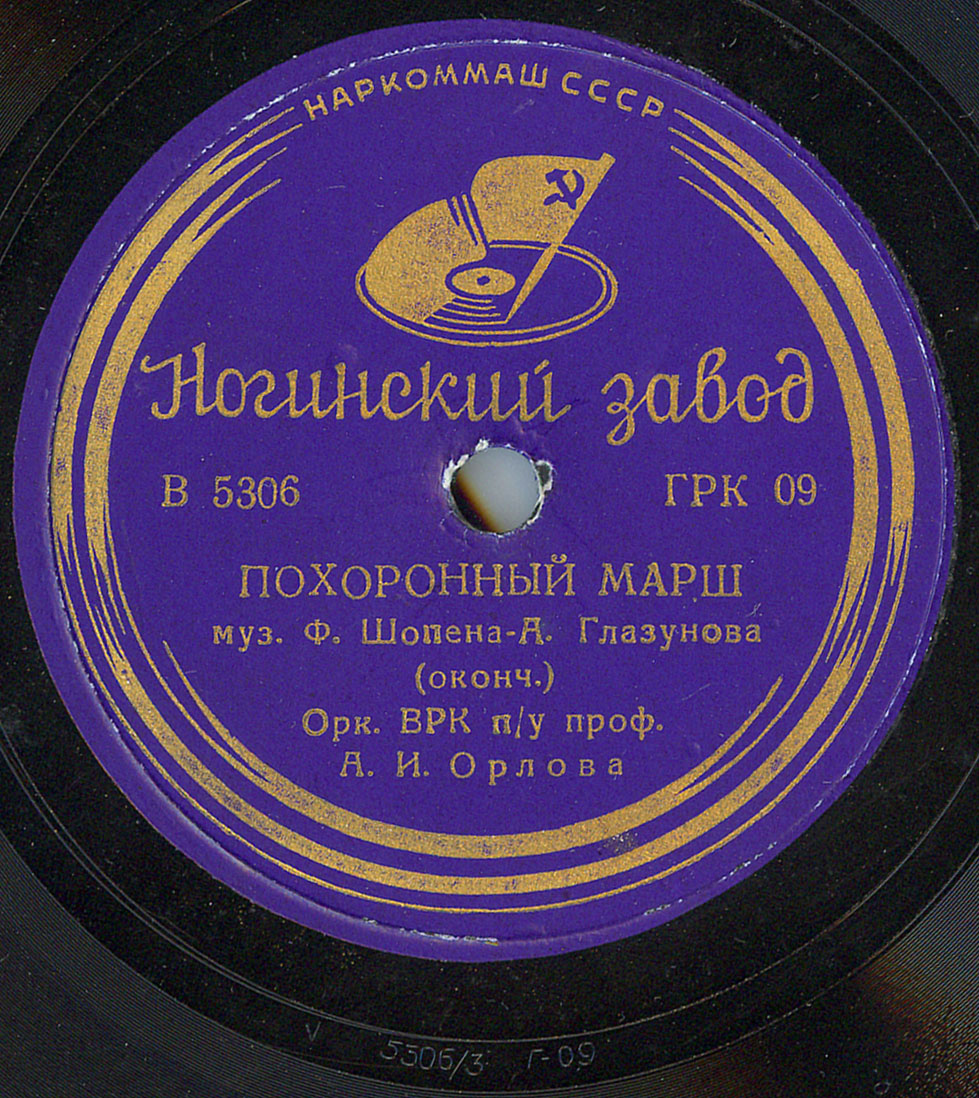 НАРКОММАШ СССР
Ногинский завод
В 5306 ГРК 09
ПОХОРОННЫЙ МАРШ
муз. Ф. Шопена-А. Глазунова
(оконч.)
Орк. ВРК п/у проф.
А. И. Орлова
V 5306/3 Г-09